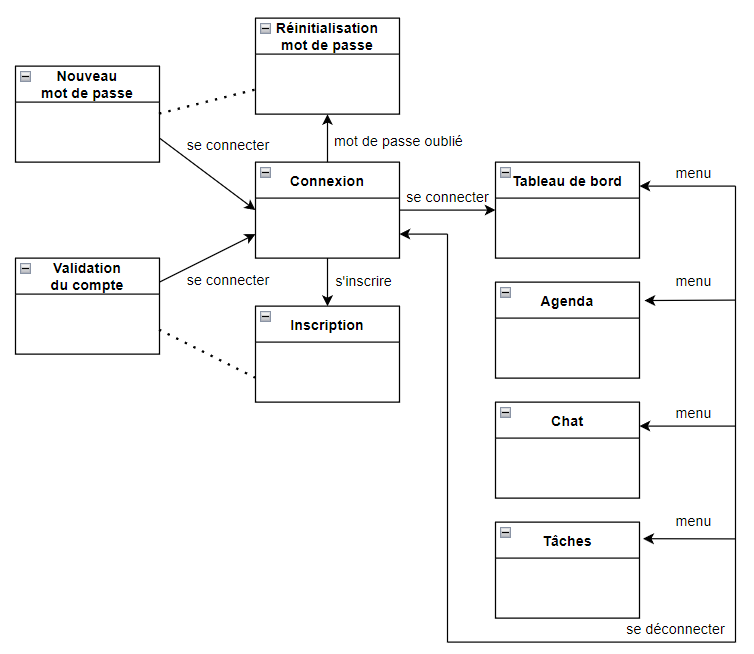 Réinitialisation
mot de passe
Nouveau
mot de passe
se connecter
mot de passe oublié
Connexion
se connecter
Tableau de bord
menu
Validation
du compte
se connecter
s'inscrire
Inscription
Agenda
menu
Chat
menu
Tâches
menu
se déconnecter